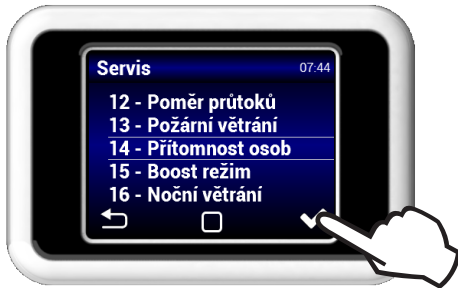 Servis 07:44
12 - Poměr průtoků
13 - Požární větrání
14 - Přítomnost osob
15 - Boost režim
16 - Noční větrání